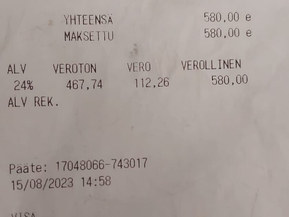 YHTEENSÄ 580,00 e
MAKSETTU 580,00 e
ALV VEROTON VERO VEROLLINEN
24% 467,74 112,26 580,00
ALV REK.
Pääte: 17048066-743017
15/08/2023 14:58
VISA